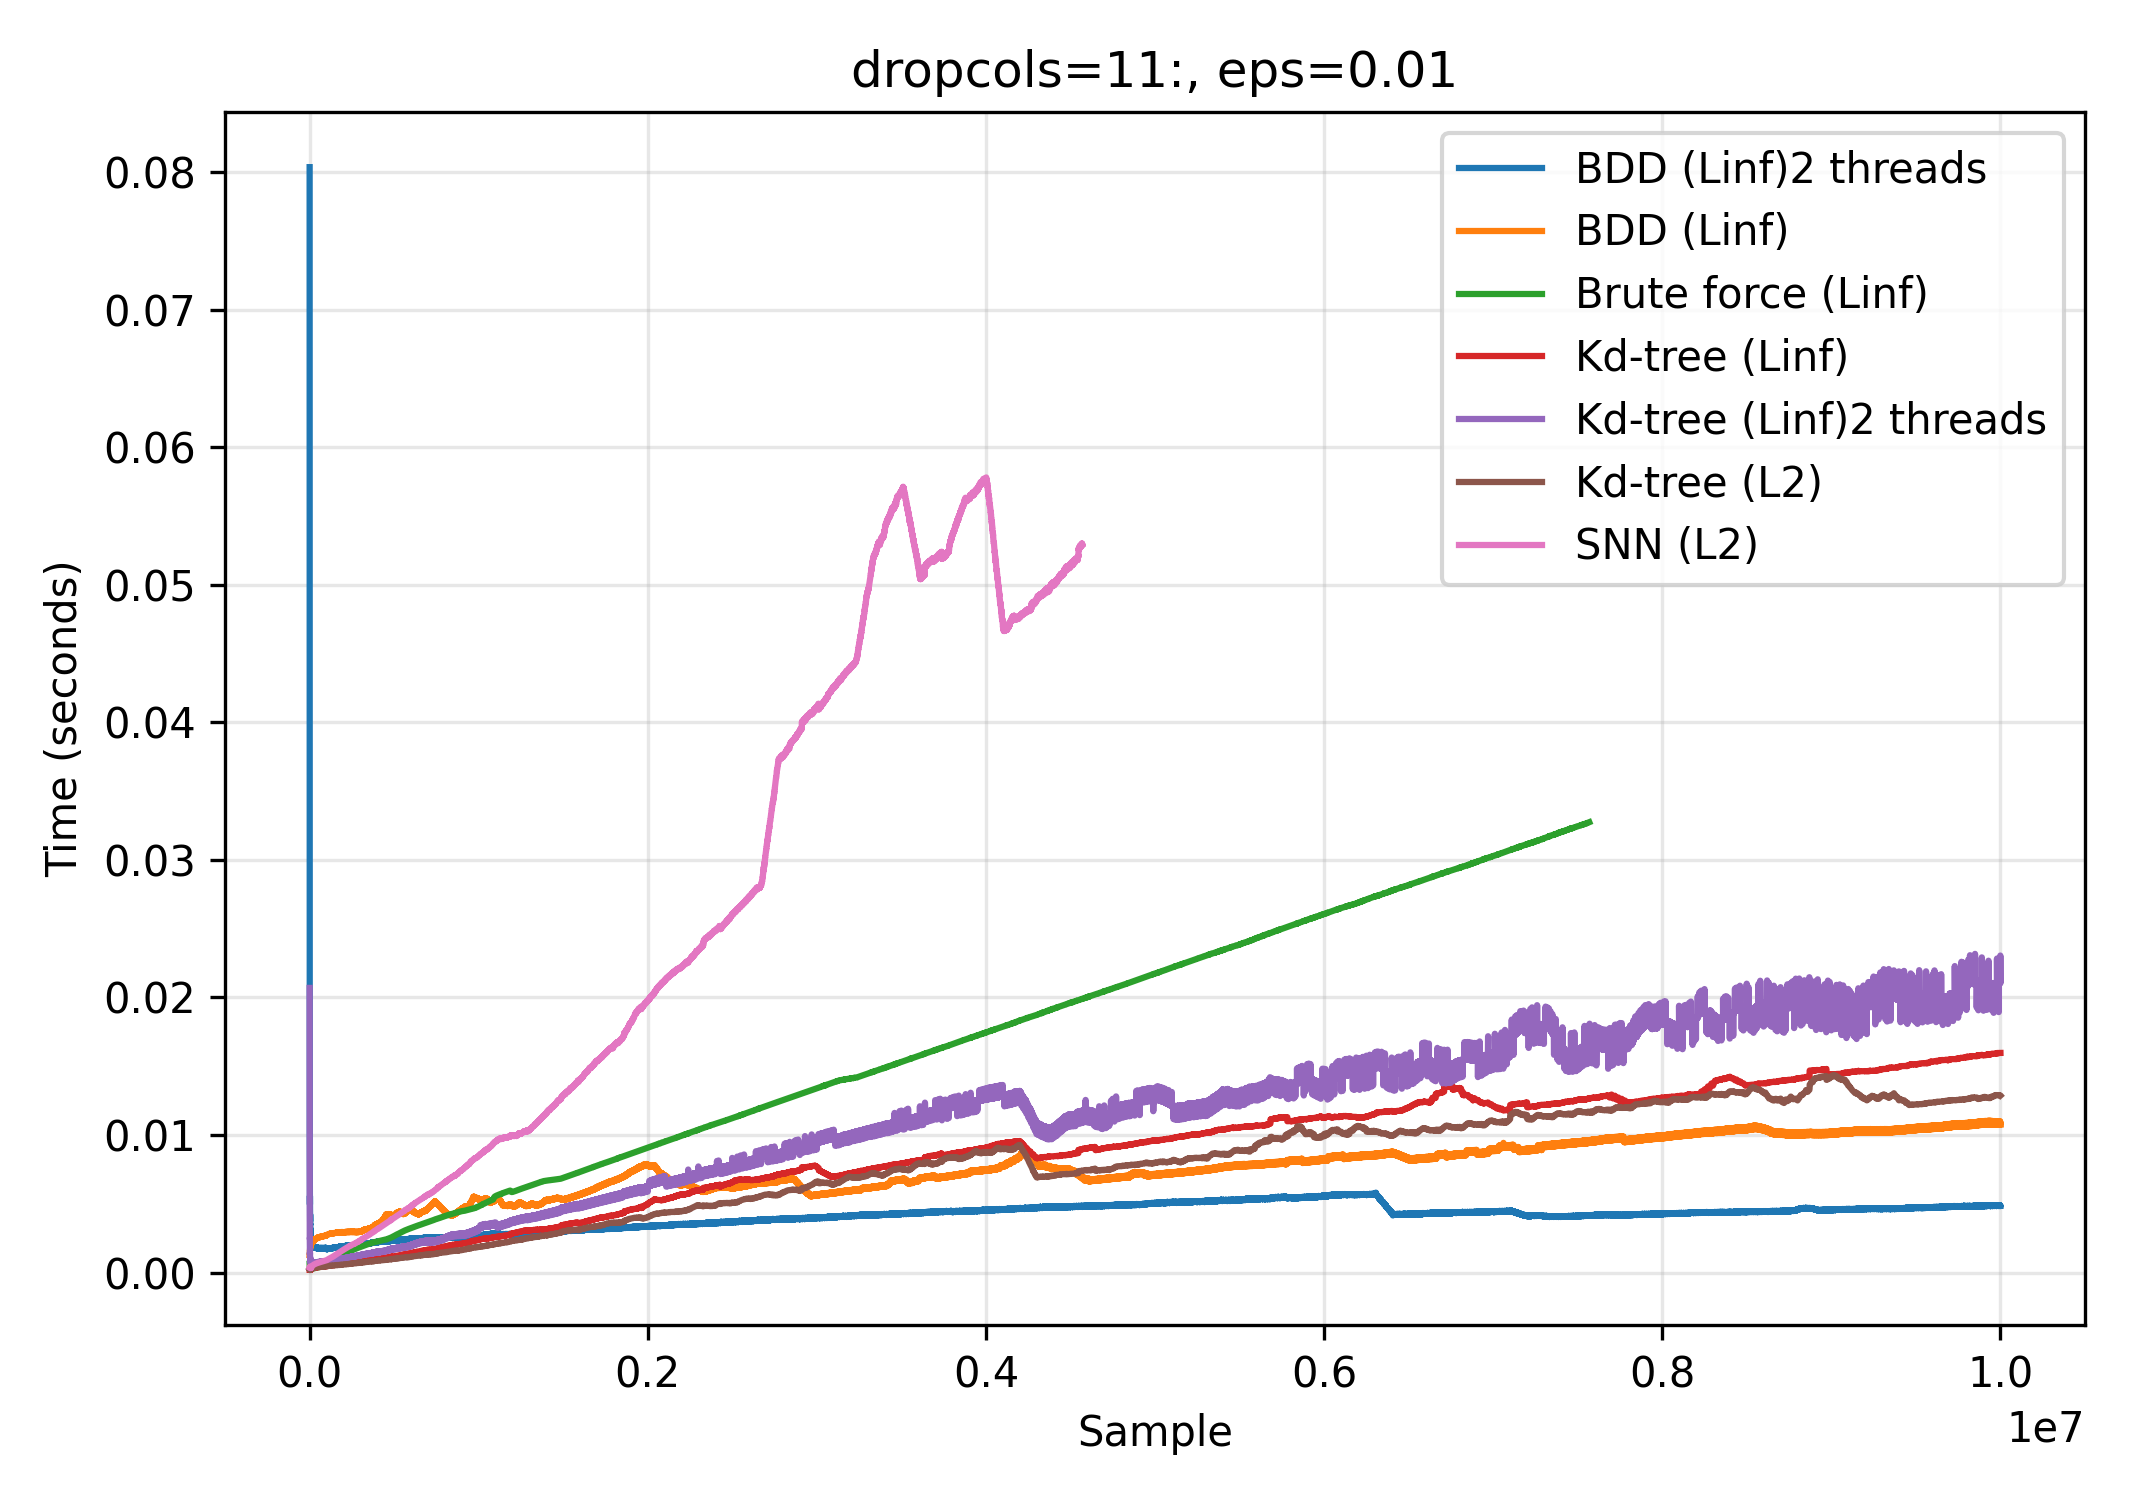 dropcols=11:, eps=0.01
Time (seconds)
0.08
0.07
0.06
0.05
0.04
0.03
0.02
0.01
0.00
BDD (Linf)2 threads
BDD (Linf)
Brute force (Linf)
Kd-tree (Linf)
Kd-tree (Linf)2 threads
Kd-tree (L2)
SNN (L2)
0.0 0.2 0.4 0.6 0.8 1.0
Sample
1e7